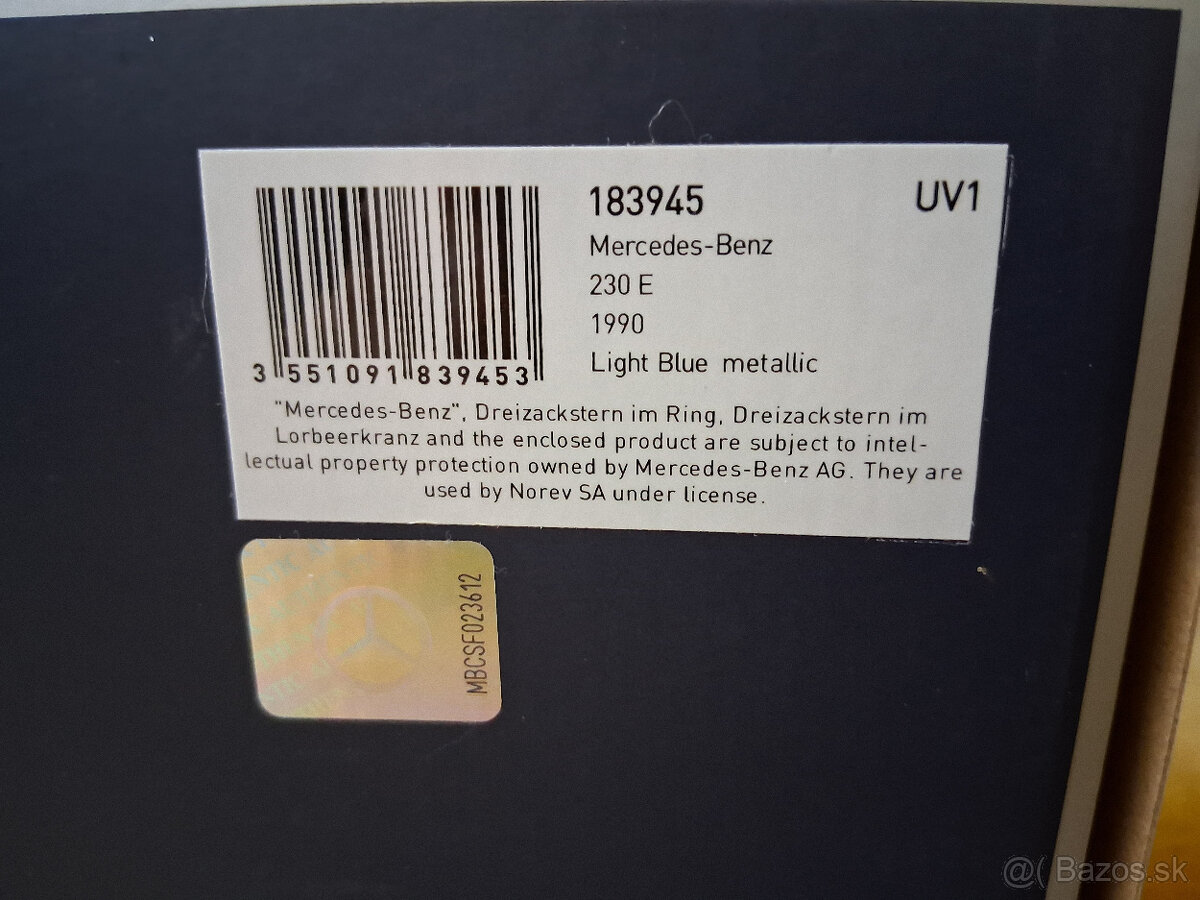 183945
UV1
Mercedes-Benz
230 E
1990
Light Blue metallic
3 551091 839453
"Mercedes-Benz", Dreizackstern im Ring, Dreizackstern im
Lorbeerkranz and the enclosed product are subject to intel-
lectual property protection owned by Mercedes-Benz AG. They are
used by Norev SA under license.
MBCSF023612
@( Bazos.sk